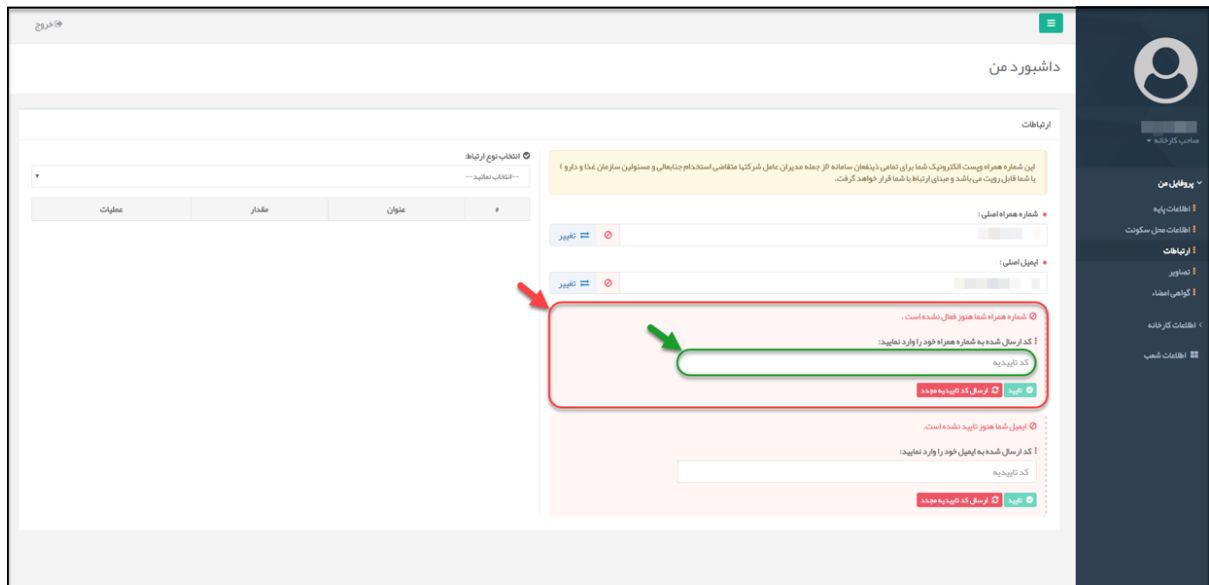 خروج
داشبورد من
صاحب کارخانه
پروفایل من
اطلاعات پایه
اطلاعات محل سکونت
ارتباطات
تصاویر
گواهی امضاء
اطلاعات کارخانه
اطلاعات شعب
ارتباطات
این شماره همراه وپست الکترونیک شما برای تمامی ذینفعان سامانه (از جمله مدیران عامل شرکتها متقاضی استخدام جنابعالی و مسئولین سازمان غذا و دارو )
با شما قابل رویت می باشد و مبنای ارتباط با شما قرار خواهد گرفت.
* شماره همراه اصلی :
تغییر
* ایمیل اصلی :
تغییر
شماره همراه شما هنوز فعال نشده است .
کد ارسال شده به شماره همراه خود را وارد نمایید:
کد تاییدیه
تایید ارسال کد تاییدیه مجدد
ایمیل شما هنوز تایید نشده است.
کد ارسال شده به ایمیل خود را وارد نمایید:
کد تاییدیه
تایید ارسال کد تاییدیه مجدد
انتخاب نوع ارتباط:
---انتخاب نمائید---
# عنوان مقدار عملیات